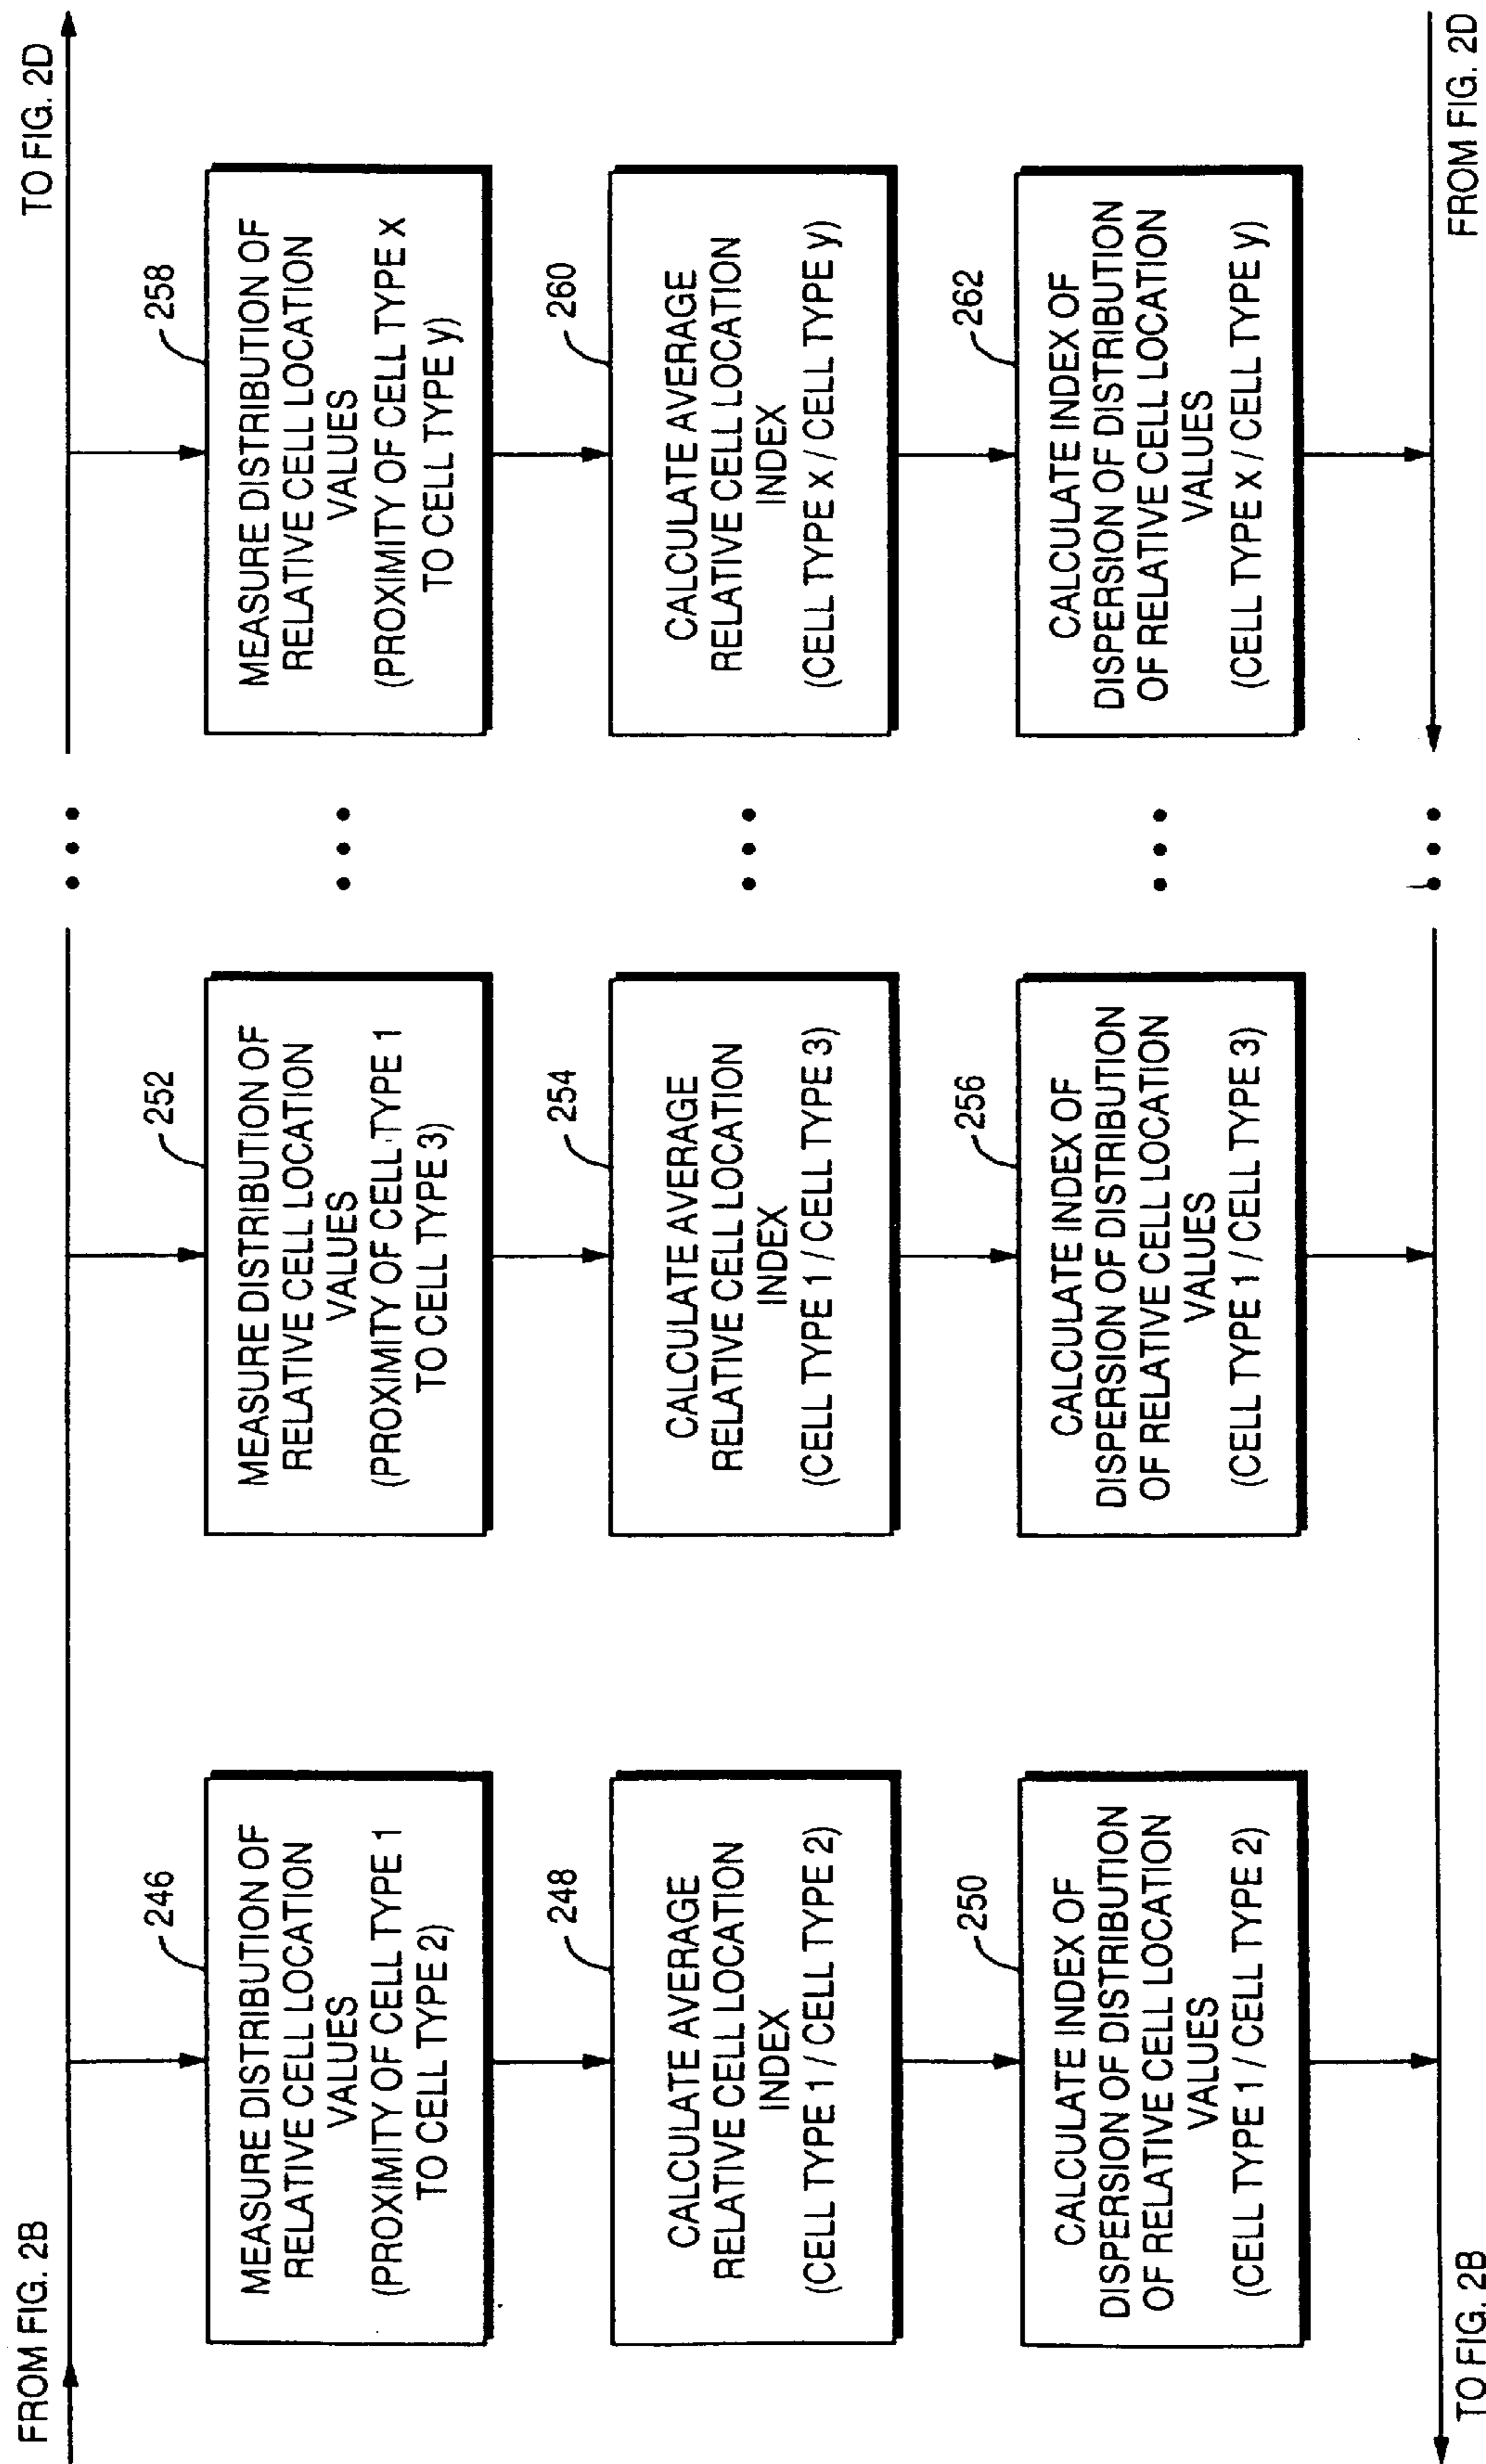 FROM FIG. 2B
TO FIG. 2D
246
MEASURE DISTRIBUTION OF
RELATIVE CELL LOCATION
VALUES
(PROXIMITY OF CELL TYPE 1
TO CELL TYPE 2)
248
CALCULATE AVERAGE
RELATIVE CELL LOCATION
INDEX
(CELL TYPE 1 / CELL TYPE 2)
250
CALCULATE INDEX OF
DISPERSION OF DISTRIBUTION
OF RELATIVE CELL LOCATION
VALUES
(CELL TYPE 1 / CELL TYPE 2)
252
MEASURE DISTRIBUTION OF
RELATIVE CELL LOCATION
VALUES
(PROXIMITY OF CELL TYPE 1
TO CELL TYPE 3)
254
CALCULATE AVERAGE
RELATIVE CELL LOCATION
INDEX
(CELL TYPE 1 / CELL TYPE 3)
256
CALCULATE INDEX OF
DISPERSION OF DISTRIBUTION
OF RELATIVE CELL LOCATION
VALUES
(CELL TYPE 1 / CELL TYPE 3)
258
MEASURE DISTRIBUTION OF
RELATIVE CELL LOCATION
VALUES
(PROXIMITY OF CELL TYPE x
TO CELL TYPE y)
260
CALCULATE AVERAGE
RELATIVE CELL LOCATION
INDEX
(CELL TYPE x / CELL TYPE y)
262
CALCULATE INDEX OF
DISPERSION OF DISTRIBUTION
OF RELATIVE CELL LOCATION
VALUES
(CELL TYPE x / CELL TYPE y)
TO FIG. 2B
FROM FIG. 2D